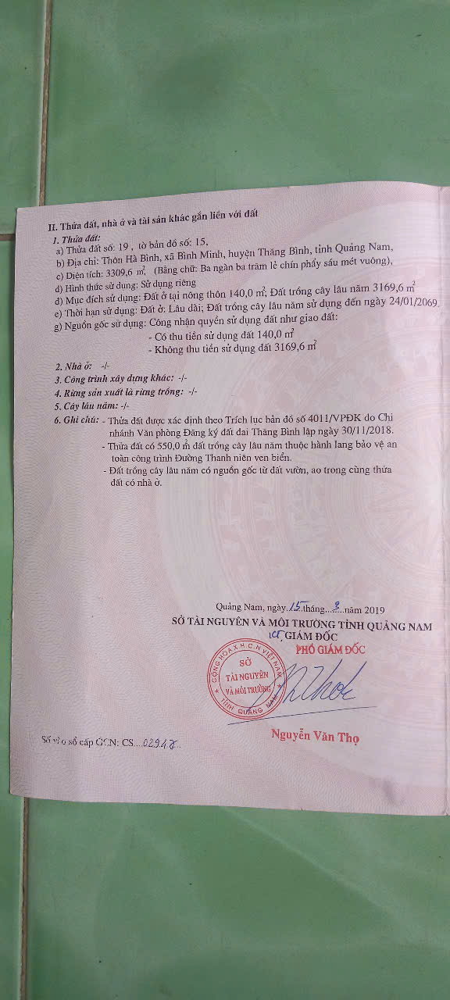 II. Thửa đất, nhà ở và tài sản khác gắn liền với đất
1. Thửa đất:
a) Thửa đất số: 19 , tờ bản đồ số: 15,
b) Địa chỉ: Thôn Hà Bình, xã Bình Minh, huyện Thăng Bình, tỉnh Quảng Nam,
c) Diện tích: 3309,6 m², (Bằng chữ: Ba ngàn ba trăm lẻ chín phẩy sáu mét vuông),
d) Hình thức sử dụng: Sử dụng riêng
đ) Mục đích sử dụng: Đất ở tại nông thôn 140,0 m²; Đất trồng cây lâu năm 3169,6 m²
e) Thời hạn sử dụng: Đất ở: Lâu dài; Đất trồng cây lâu năm sử dụng đến ngày 24/01/2069.
g) Nguồn gốc sử dụng: Công nhận quyền sử dụng đất như giao đất:
- Có thu tiền sử dụng đất 140,0 m²
- Không thu tiền sử dụng đất 3169,6 m²
2. Nhà ở: -/-
3. Công trình xây dựng khác: -/-
4. Rừng sản xuất là rừng trồng: -/-
5. Cây lâu năm: -/-
6. Ghi chú: - Thửa đất được xác định theo Trích lục bản đồ số 4011/VPĐK do Chi
nhánh Văn phòng Đăng ký đất đai Thăng Bình lập ngày 30/11/2018.
- Thửa đất có 550,0 m² đất trồng cây lâu năm thuộc hành lang bảo vệ an
toàn công trình Đường Thanh niên ven biển.
- Đất trồng cây lâu năm có nguồn gốc từ đất vườn, ao trong cùng thửa
đất có nhà ở.
Quảng Nam, ngày 15 tháng 3 năm 2019
SỞ TÀI NGUYÊN VÀ MÔI TRƯỜNG TỈNH QUẢNG NAM
KT. GIÁM ĐỐC
PHÓ GIÁM ĐỐC
CỘNG HÒA X.H.C.N VIỆT NAM
SỞ
TÀI NGUYÊN
VÀ MÔI TRƯỜNG
TỈNH QUẢNG NAM
Nguyễn Văn Thọ
Số vào sổ cấp GCN: CS....02948...